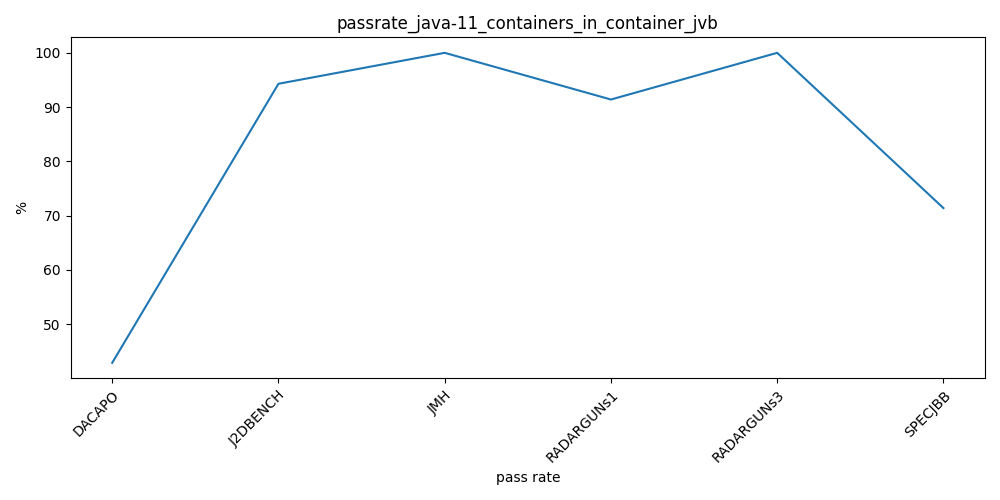 passrate_java-11_containers_in_container_jvb
%
100
90
80
70
60
50
DACAPO
J2DBENCH
JMH
RADARGUNs1
RADARGUNs3
SPECJBB
pass rate